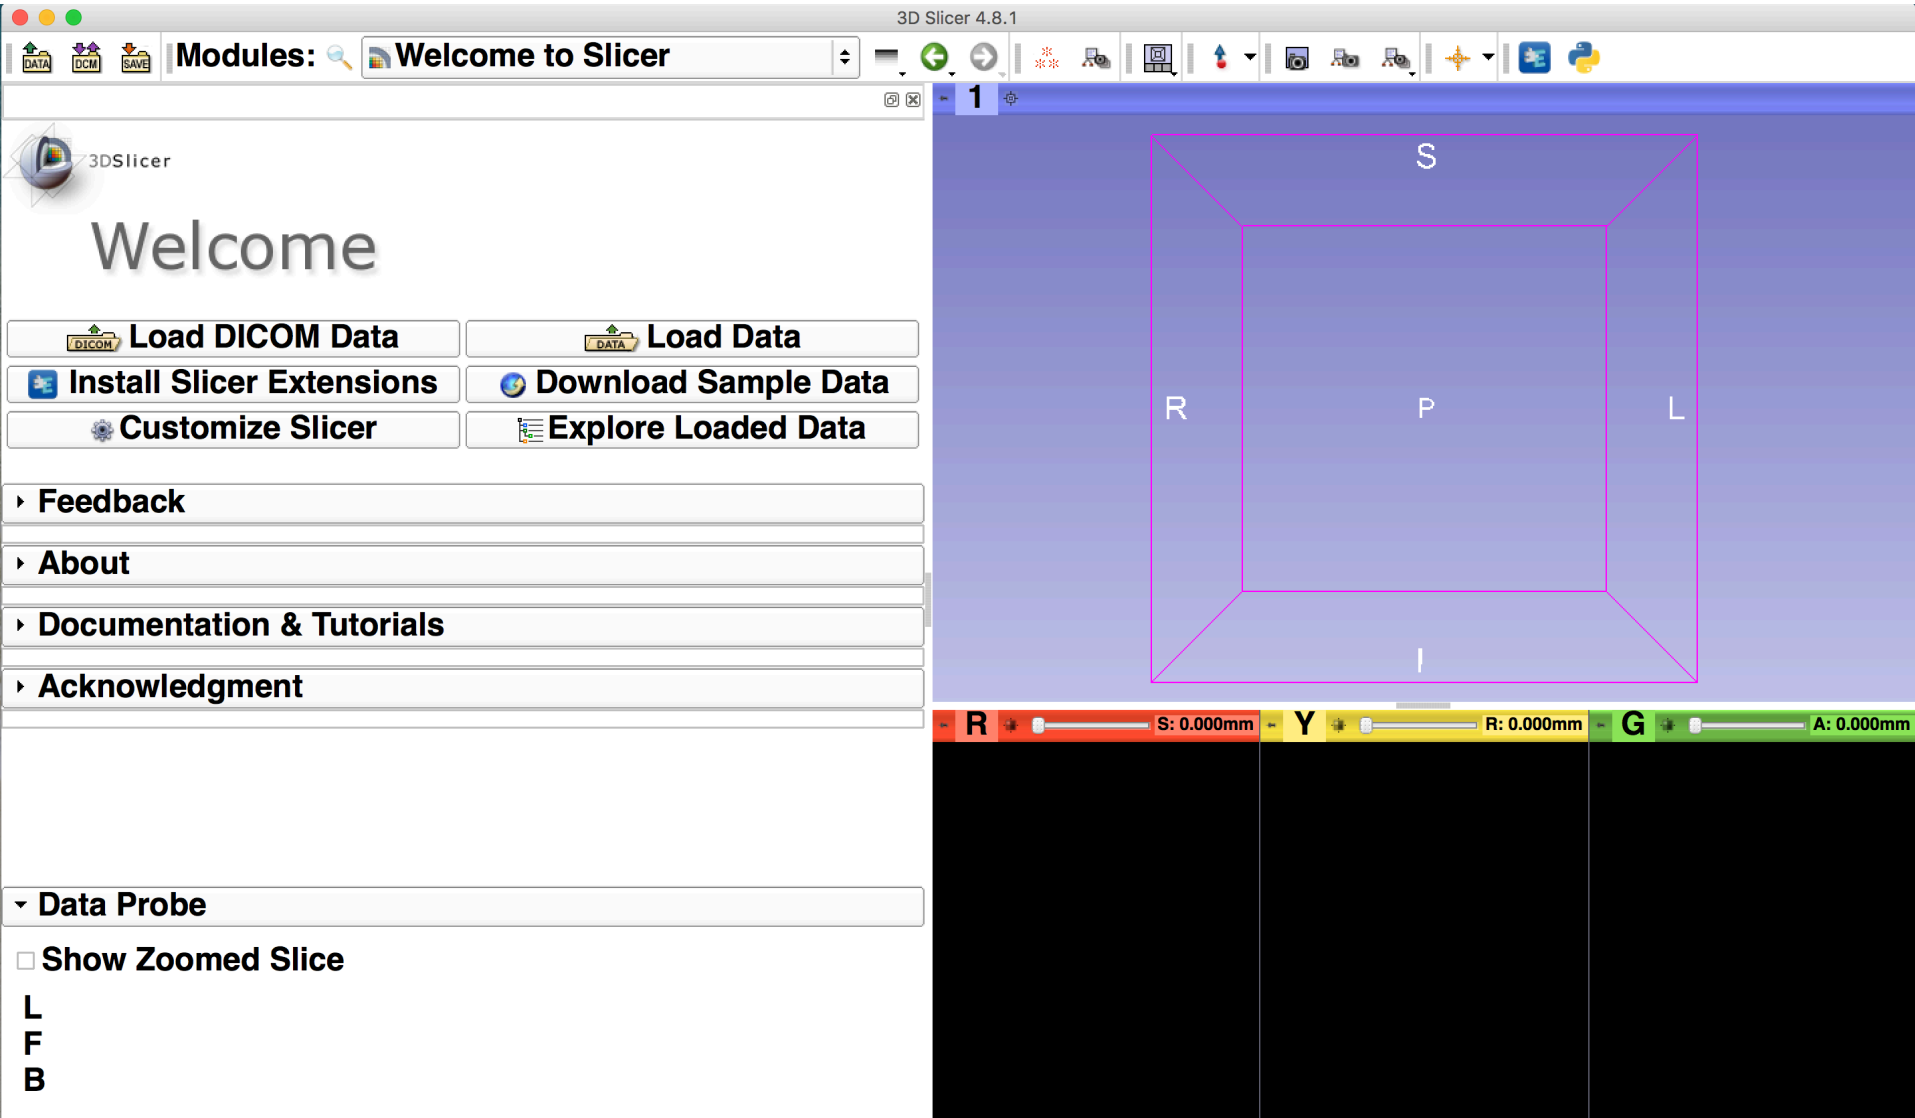 3D Slicer 4.8.1
DATA DCM SAVE Modules: Welcome to Slicer
1
3DSlicer
Welcome
DICOM Load DICOM Data DATA Load Data
Install Slicer Extensions Download Sample Data
Customize Slicer Explore Loaded Data
Feedback
About
Documentation & Tutorials
Acknowledgment
S
R P L
I
R S: 0.000mm Y R: 0.000mm G A: 0.000mm
Data Probe
Show Zoomed Slice
L
F
B